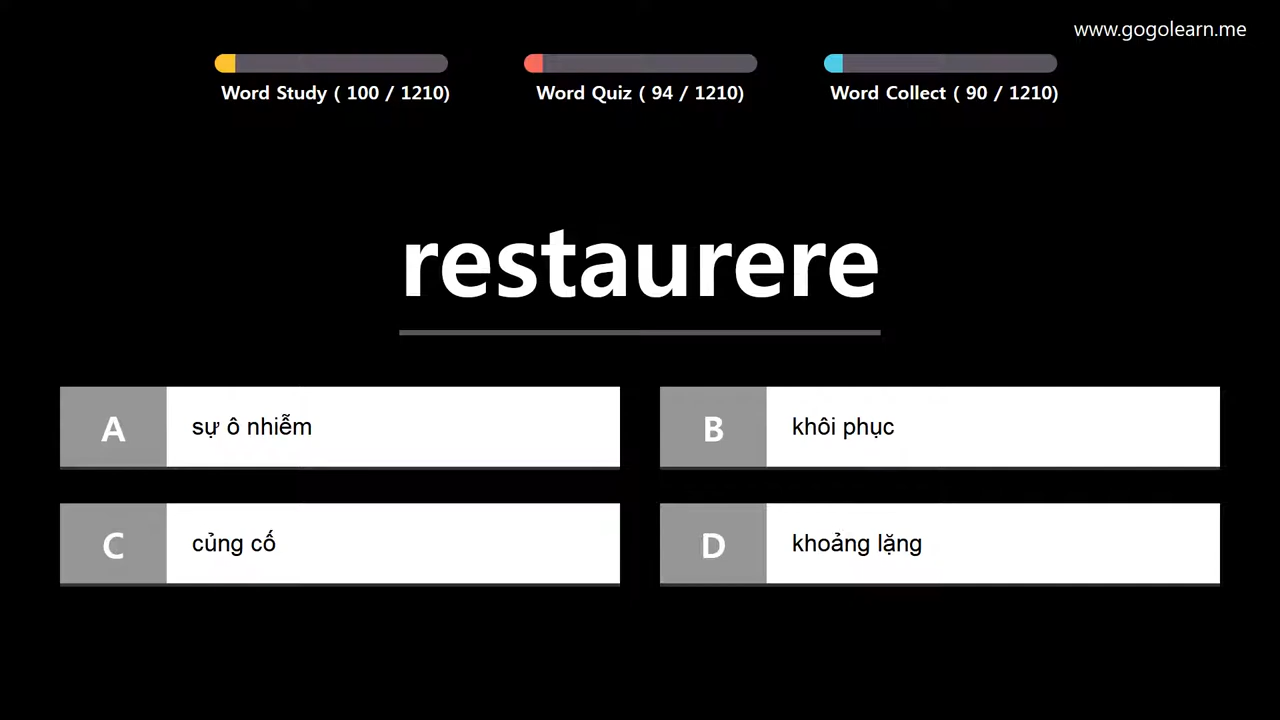 www.gogolearn.me
Word Study ( 100 / 1210)
Word Quiz ( 94 / 1210)
Word Collect ( 90 / 1210)
restaurere
A sự ô nhiễm
B khôi phục
C củng cố
D khoảng lặng